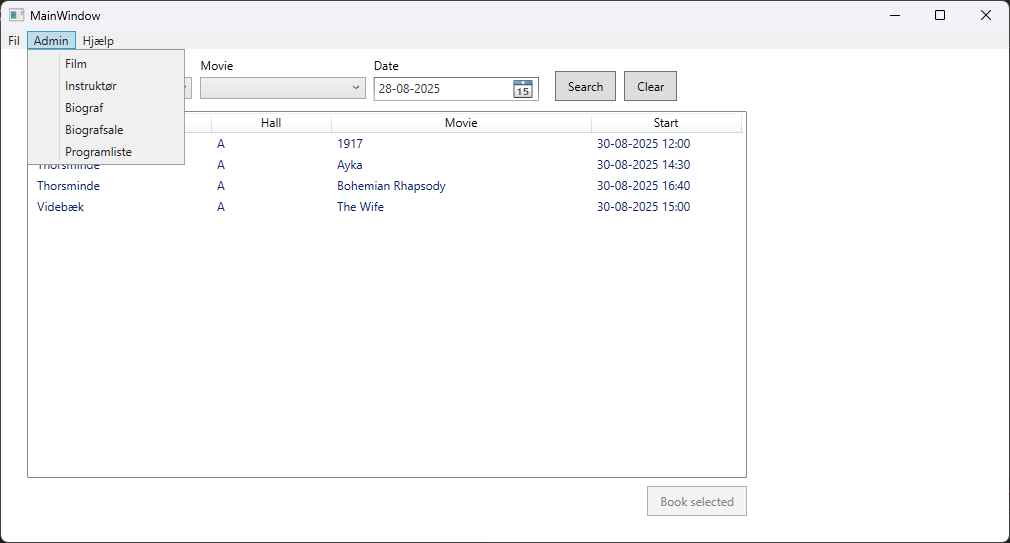 MainWindow
Fil Admin Hjælp
Film
Instruktør
Biograf
Biografsale
Programliste
Movie Date
28-08-2025 15 Search Clear
Hall Movie Start
A 1917 30-08-2025 12:00
Thorsminde A Ayka 30-08-2025 14:30
Thorsminde A Bohemian Rhapsody 30-08-2025 16:40
Videbæk A The Wife 30-08-2025 15:00
Book selected